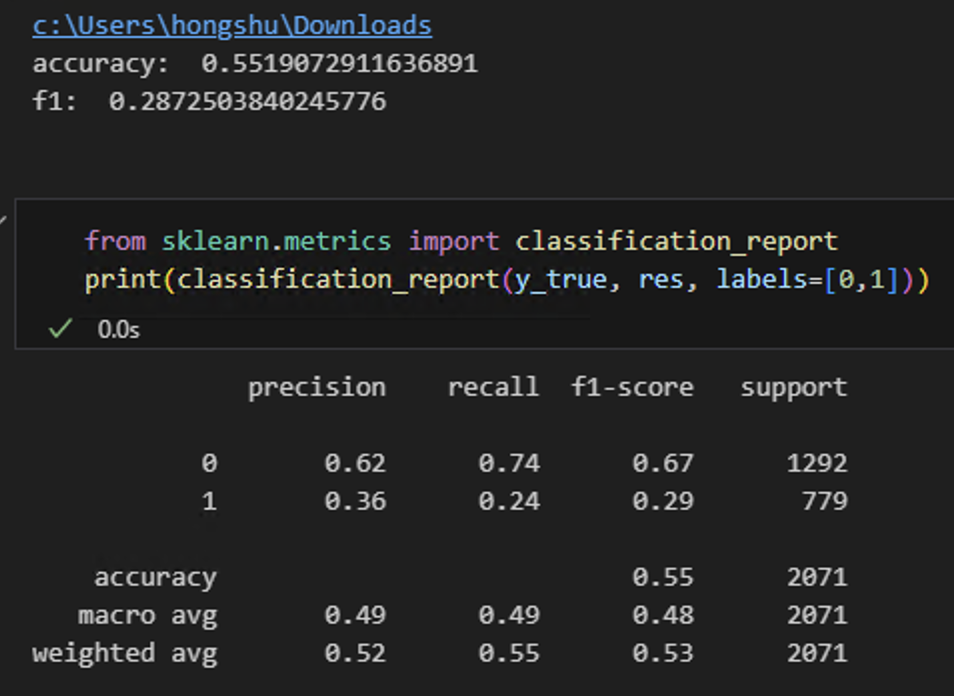 c:\Users\hongshu\Downloads
accuracy:  0.5519072911636891
f1:  0.2872503840245776
from sklearn.metrics import classification_report
print(classification_report(y_true, res, labels=[0,1]))
✓ 0.0s
precision    recall  f1-score   support
0       0.62      0.74      0.67      1292
1       0.36      0.24      0.29       779
accuracy                           0.55      2071
macro avg       0.49      0.49      0.48      2071
weighted avg       0.52      0.55      0.53      2071